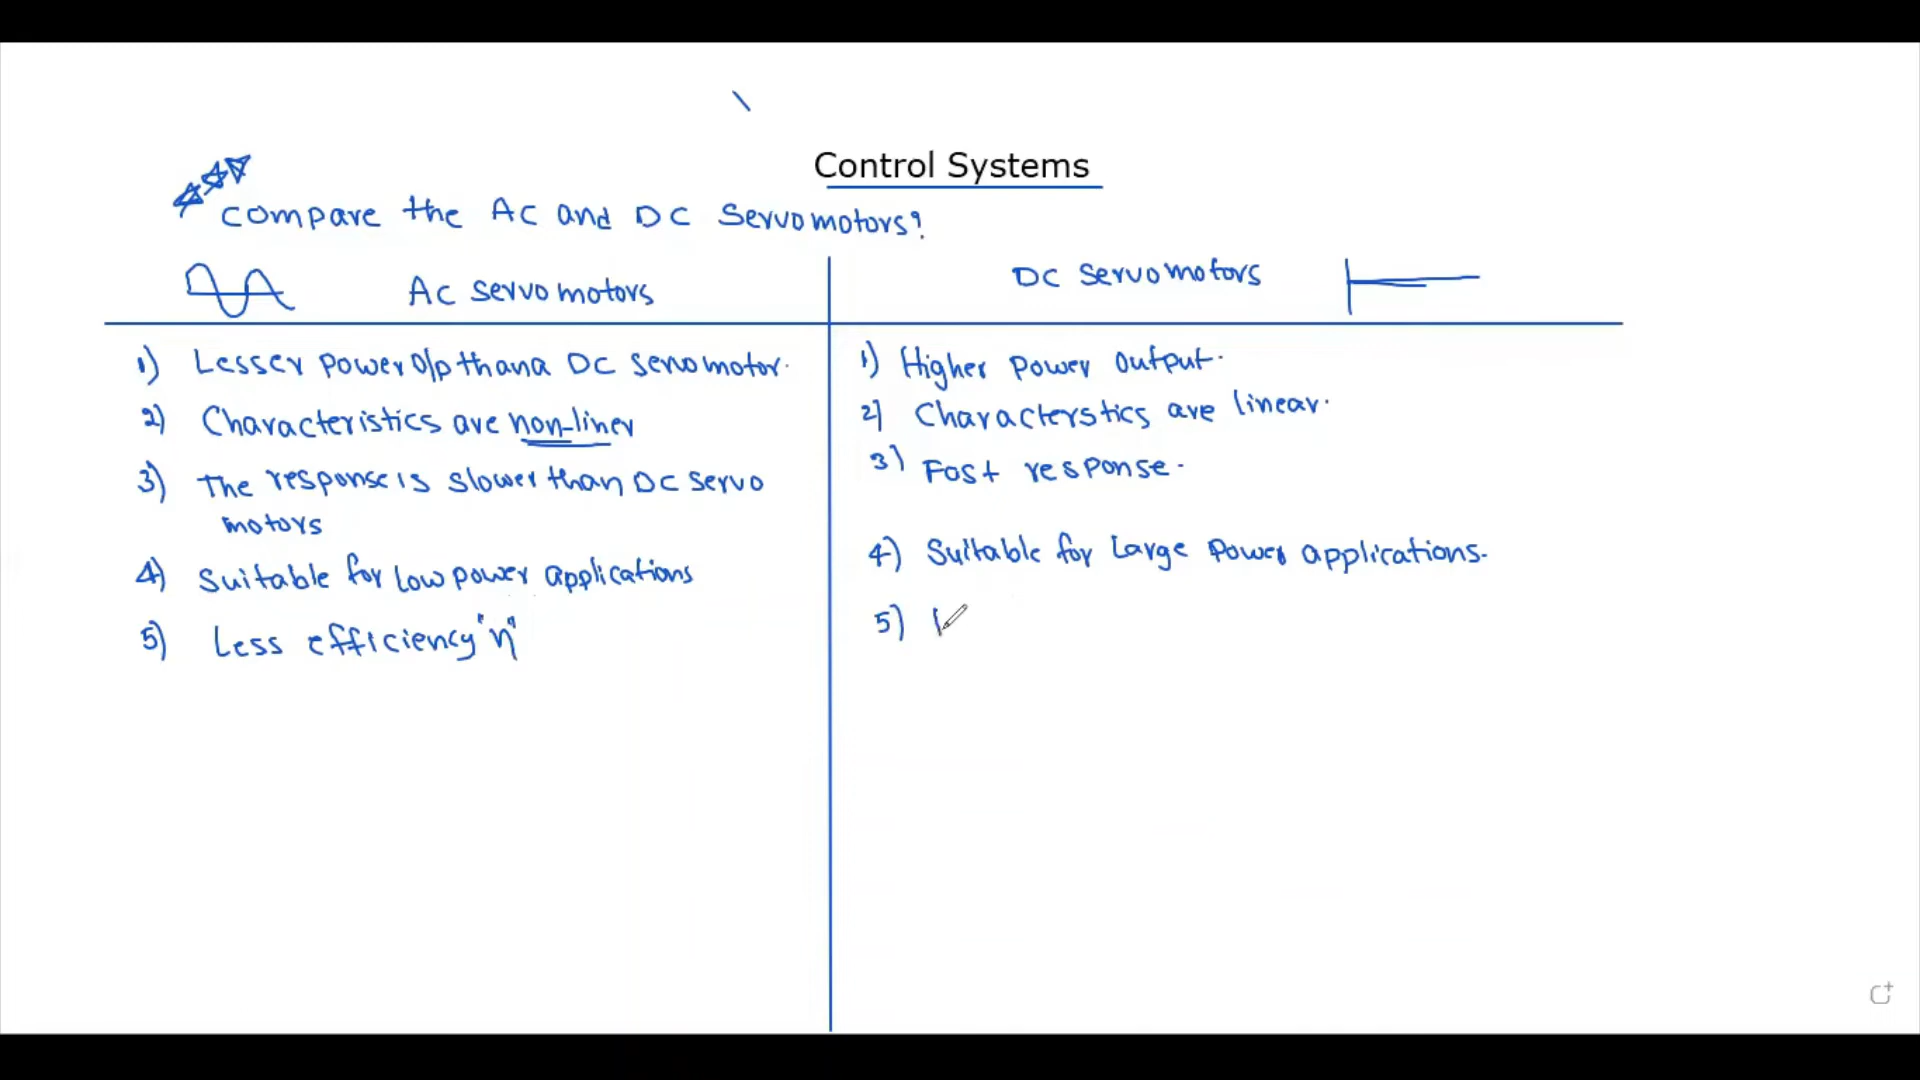 Control Systems
Compare the AC and DC Servomotors?
Ac servomotors
DC servomotors
1) Lesser power o/p than a DC servomotor.
2) Characteristics are non-liner
3) The response is slower than DC servo
motors
4) suitable for low power applications
5) Less efficiency "η"
1) Higher power output.
2) Characterstics are linear.
3) Fast response.
4) Suitable for large power applications.
5)